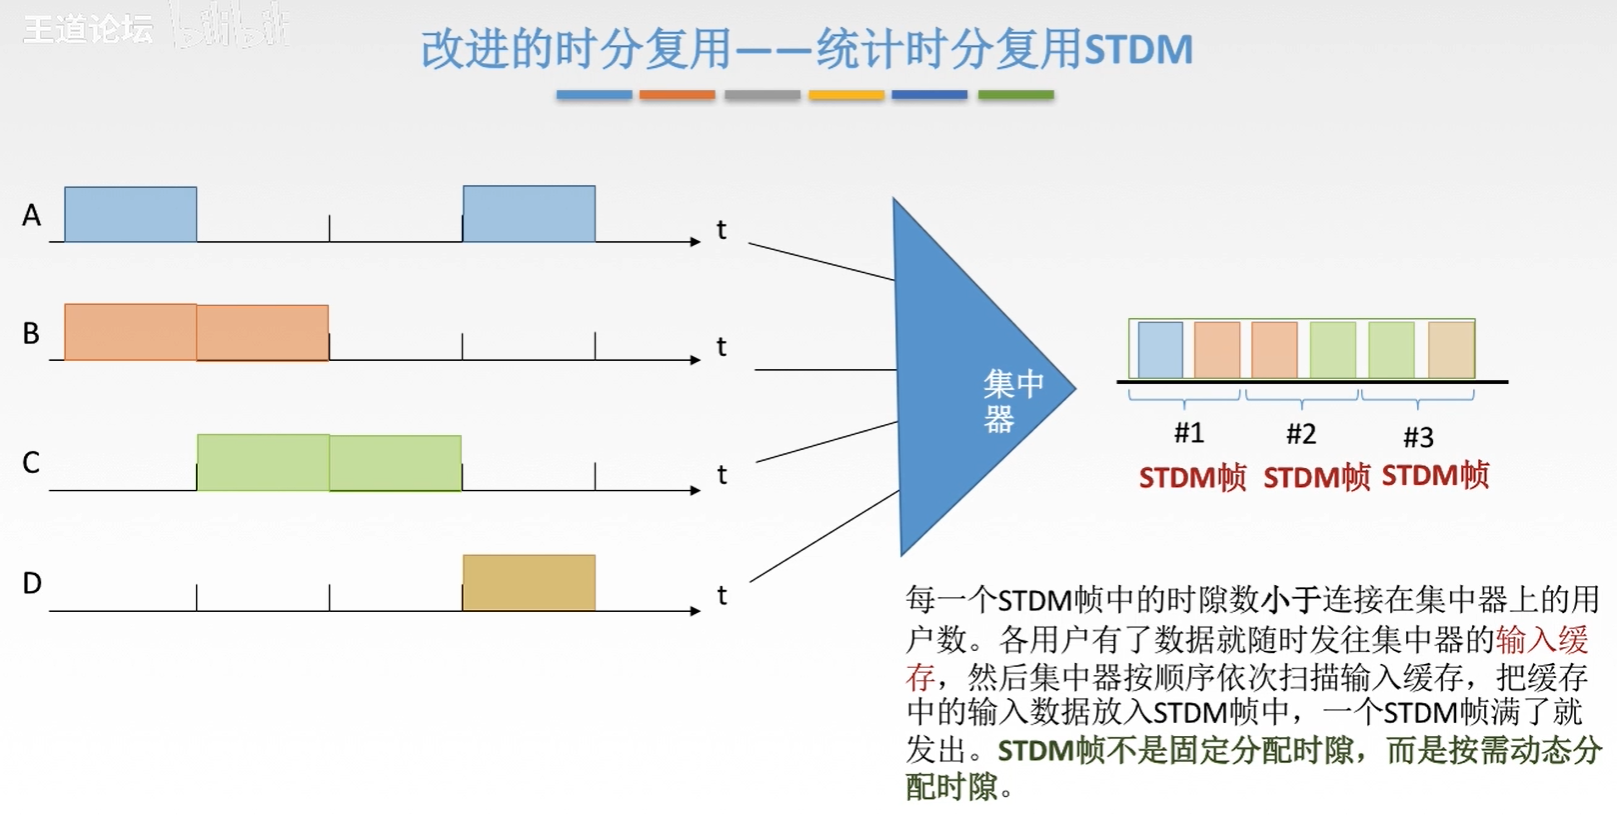 王道论坛 bilibili
改进的时分复用——统计时分复用STDM
A
t
B
t
C
t
D
t
集中
器
#1
#2
#3
STDM帧 STDM帧 STDM帧
每一个STDM帧中的时隙数小于连接在集中器上的用
户数。各用户有了数据就随时发往集中器的输入缓
存，然后集中器按顺序依次扫描输入缓存，把缓存
中的输入数据放入STDM帧中，一个STDM帧满了就
发出。STDM帧不是固定分配时隙，而是按需动态分
配时隙。